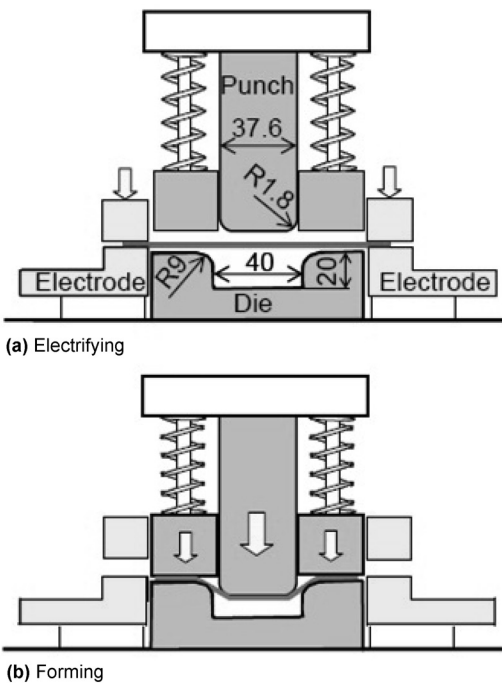 Punch
37.6
R1.8
Electrode
R9
40
20
Electrode
Die
(a) Electrifying
(b) Forming